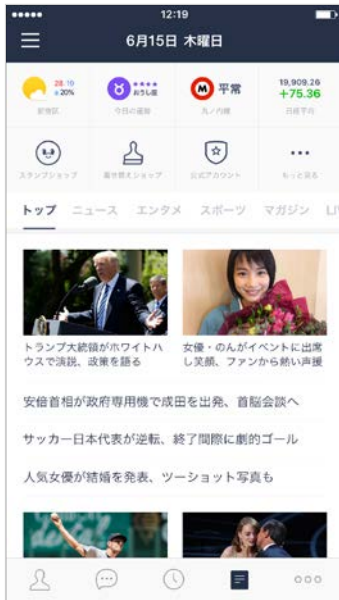 12:19
6月15日 木曜日
28 19
20%
おうし座
今日の運勢
M 平常
丸ノ内線
19,909.26
+75.36
日経平均
スタンプショップ
着せ替えショップ
公式アカウント
もっと見る
トップ ニュース エンタメ スポーツ マガジン LI
トランプ大統領がホワイトハ
ウスで演説、政策を語る
女優・のんがイベントに出席
し笑顔、ファンから熱い声援
安倍首相が政府専用機で成田を出発、首脳会談へ
サッカー日本代表が逆転、終了間際に劇的ゴール
人気女優が結婚を発表、ツーショット写真も